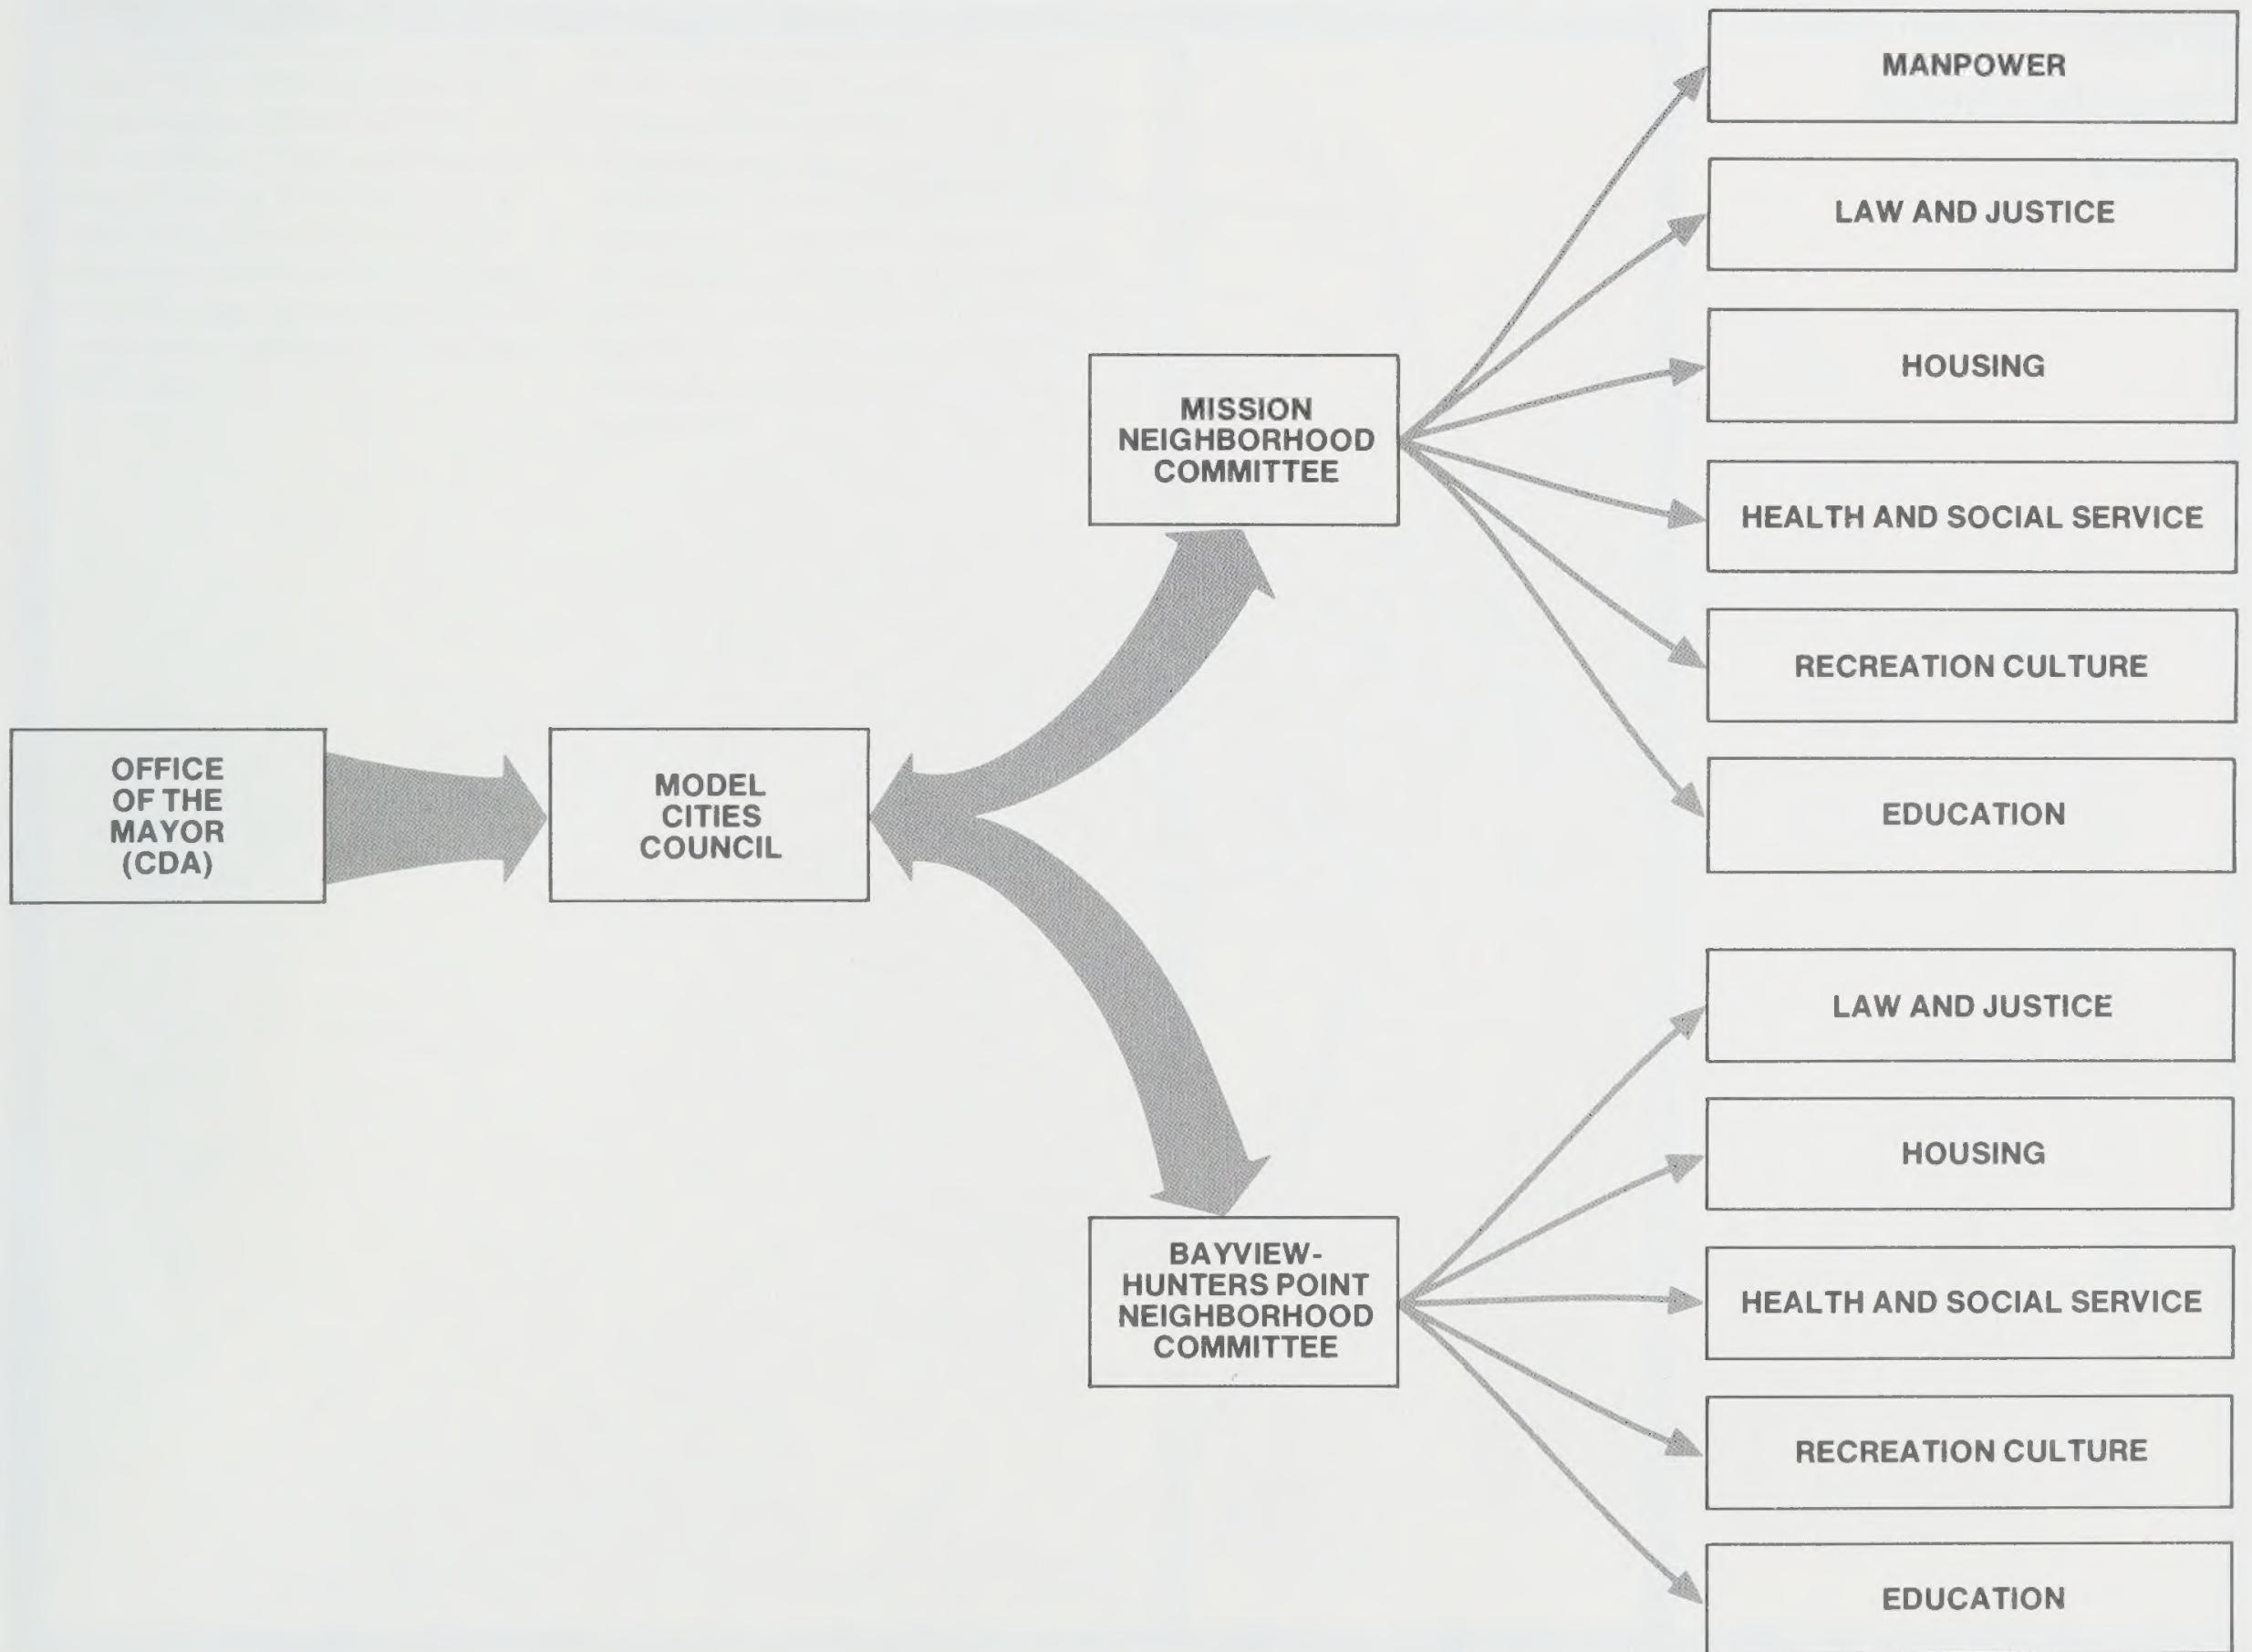 OFFICE
OF THE
MAYOR
(CDA)
MODEL
CITIES
COUNCIL
MISSION
NEIGHBORHOOD
COMMITTEE
BAYVIEW-
HUNTERS POINT
NEIGHBORHOOD
COMMITTEE
MANPOWER
LAW AND JUSTICE
HOUSING
HEALTH AND SOCIAL SERVICE
RECREATION CULTURE
EDUCATION
LAW AND JUSTICE
HOUSING
HEALTH AND SOCIAL SERVICE
RECREATION CULTURE
EDUCATION